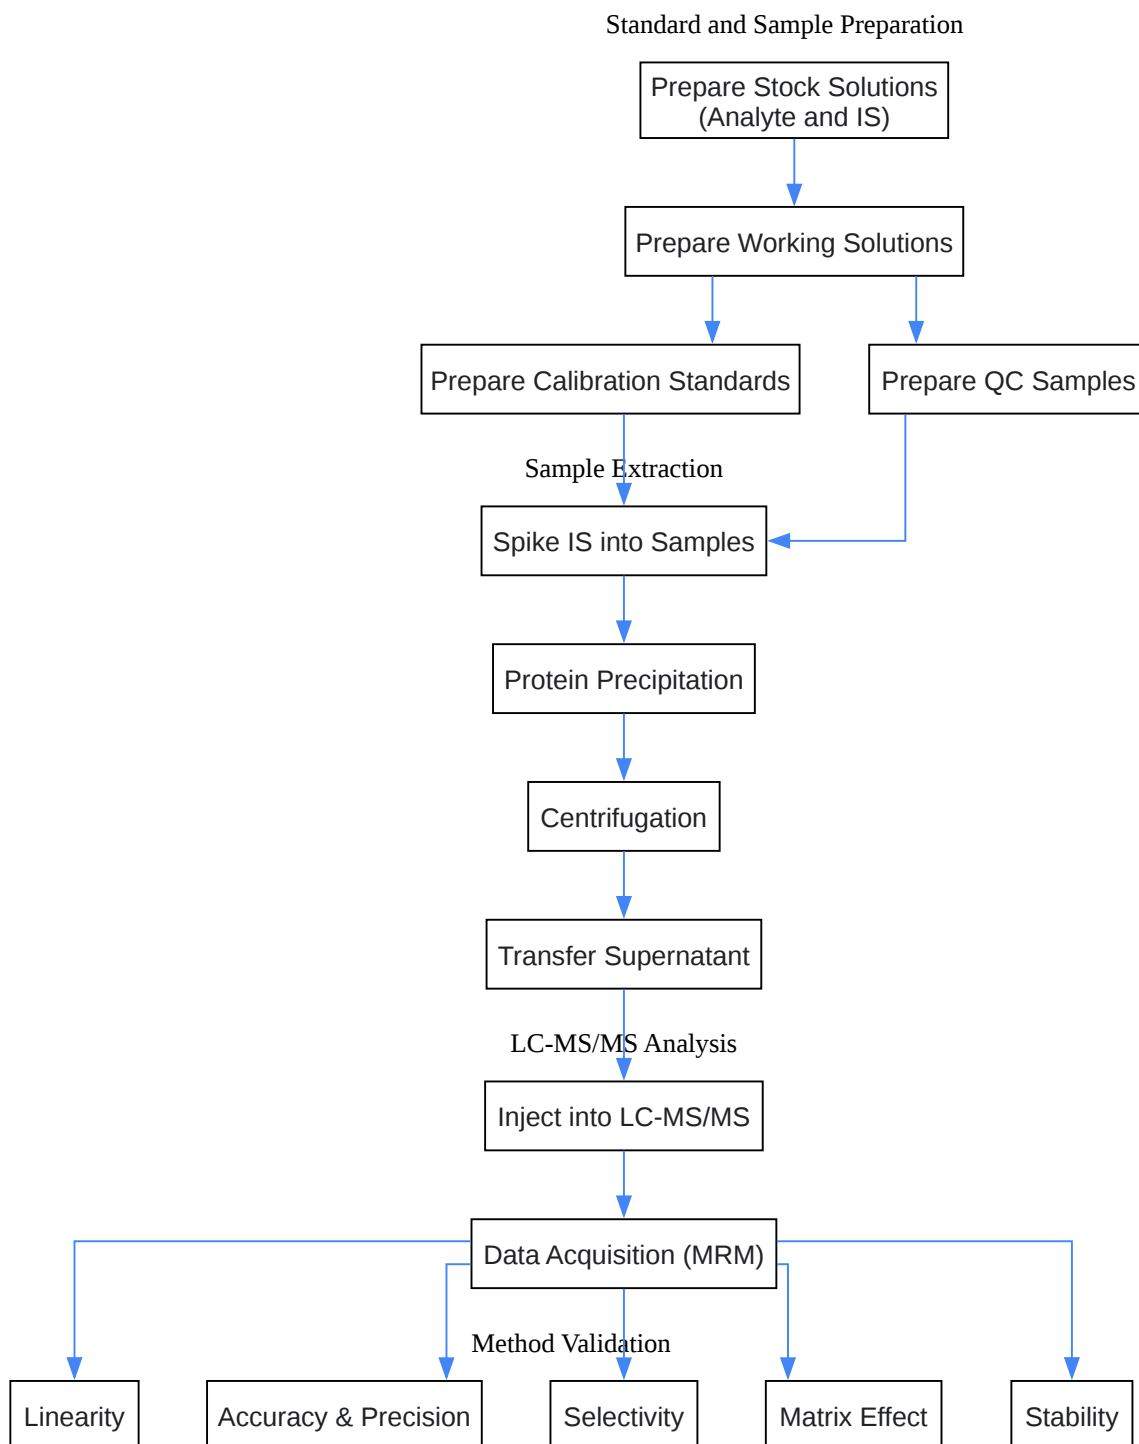 Standard and Sample Preparation
Prepare Stock Solutions
(Analyte and IS)
Prepare Working Solutions
Prepare Calibration Standards
Prepare QC Samples
Sample Extraction
Spike IS into Samples
Protein Precipitation
Centrifugation
Transfer Supernatant
LC-MS/MS Analysis
Inject into LC-MS/MS
Data Acquisition (MRM)
Method Validation
Linearity
Accuracy & Precision
Selectivity
Matrix Effect
Stability